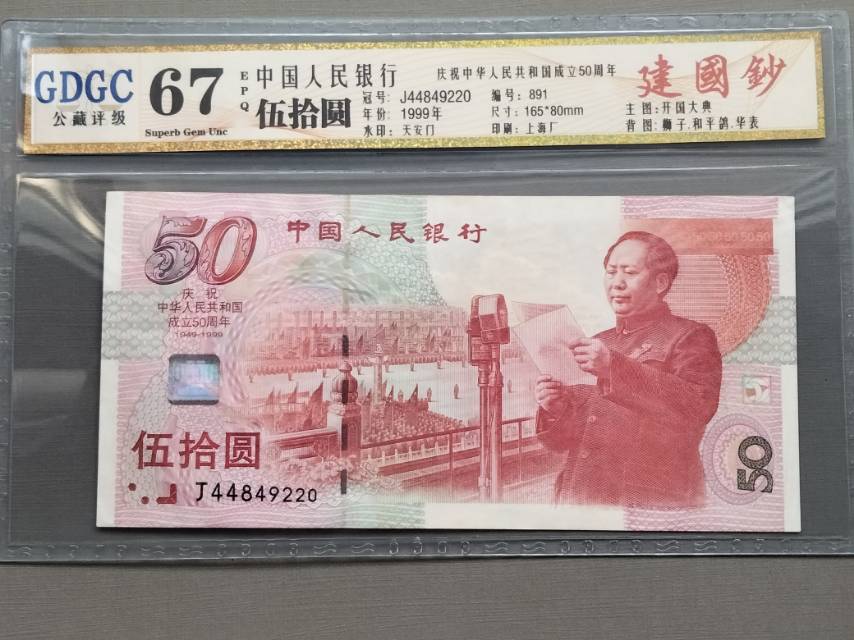 GDGC
公藏评级
67
EPQ
Superb Gem Unc
中国人民银行
伍拾圆
庆祝中华人民共和国成立50周年
冠号: J44849220
编号: 891
年份: 1999年
尺寸: 165*80mm
水印: 天安门
印刷: 上海厂
建國鈔
主图: 开国大典
背图: 狮子.和平鸽.华表
50
中国人民银行
庆祝
中华人民共和国
成立50周年
1949-1999
50 50 50 50 50
伍拾圆
J44849220
50